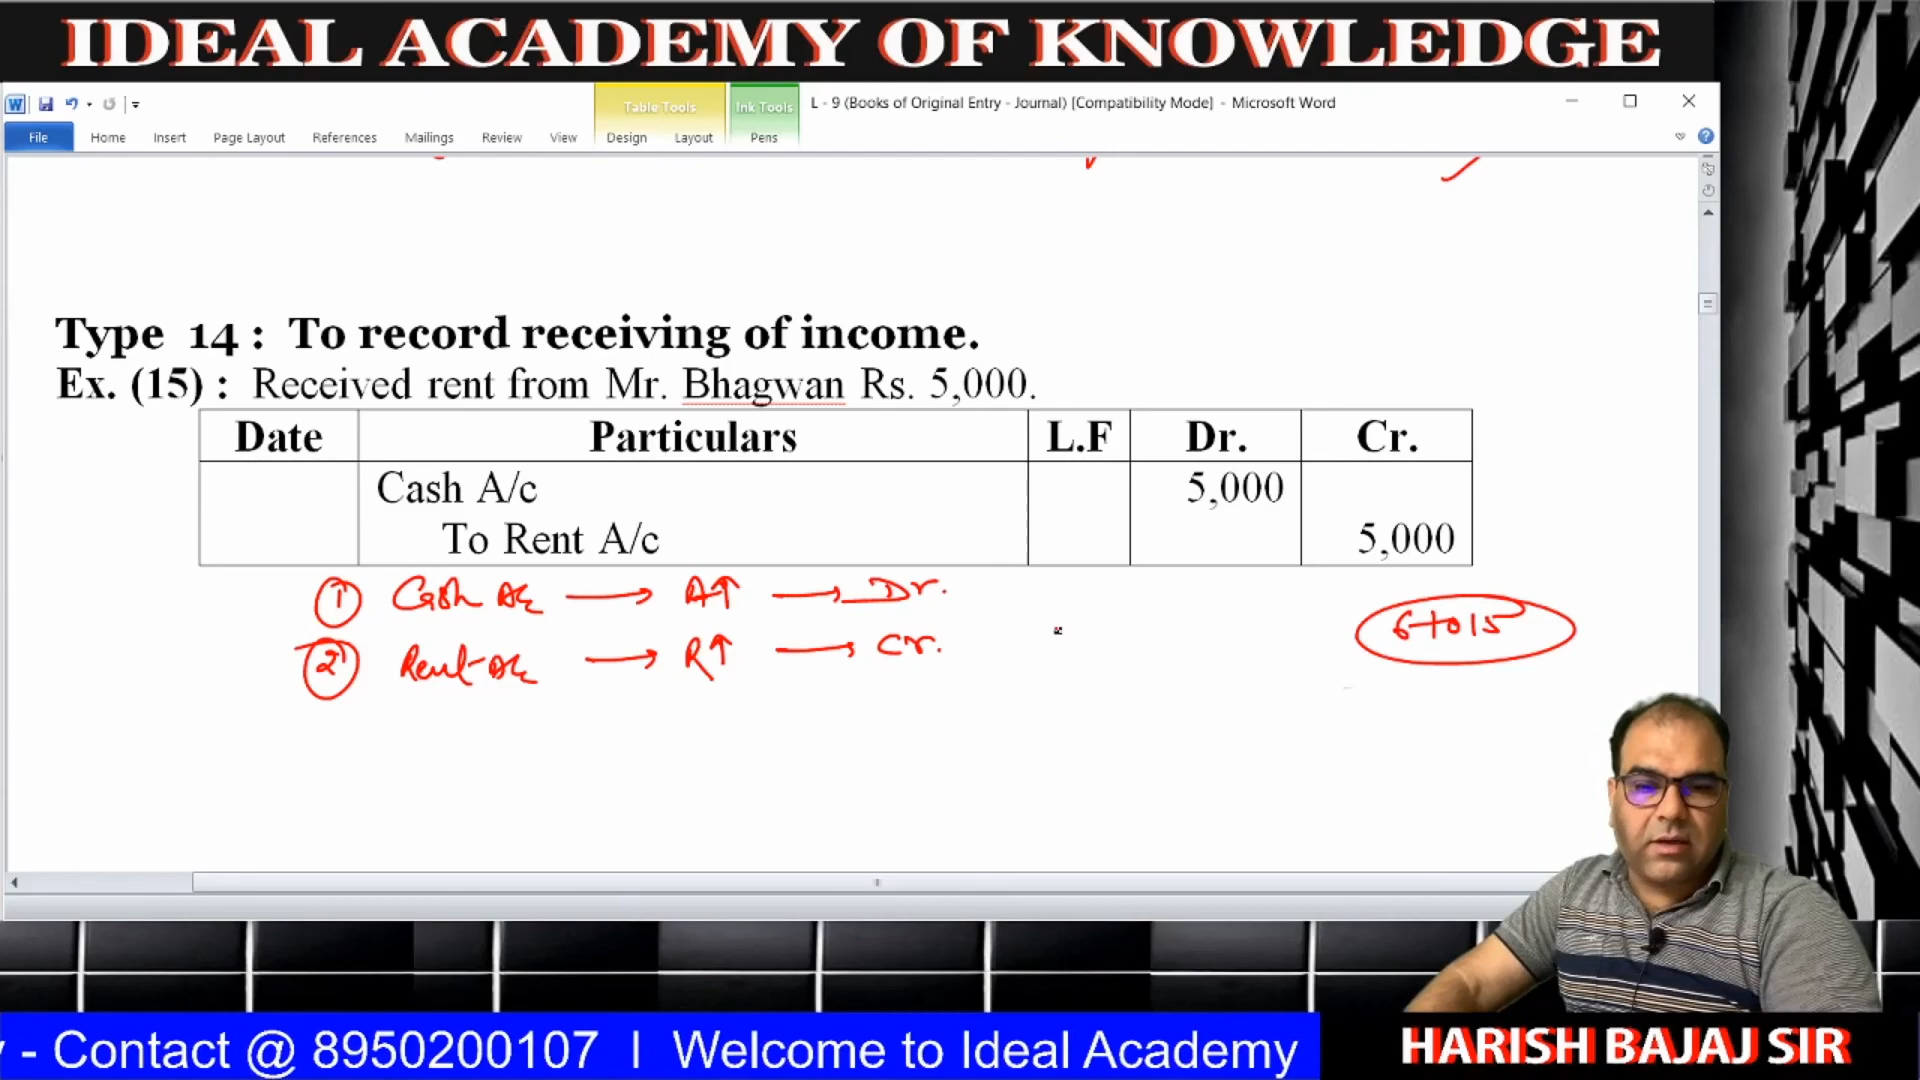 IDEAL ACADEMY OF KNOWLEDGE
Table Tools
Ink Tools
L - 9 (Books of Original Entry - Journal) [Compatibility Mode] - Microsoft Word
File Home Insert Page Layout References Mailings Review View Design Layout Pens
Type 14 : To record receiving of income.
Ex. (15) : Received rent from Mr. Bhagwan Rs. 5,000.
Date Particulars L.F Dr. Cr.
Cash A/c 5,000
To Rent A/c 5,000
1 Cash A/c → A↑ → Dr.
2 Rent A/c → R↑ → Cr.
6 to 15
- Contact @ 8950200107 | Welcome to Ideal Academy
HARISH BAJAJ SIR